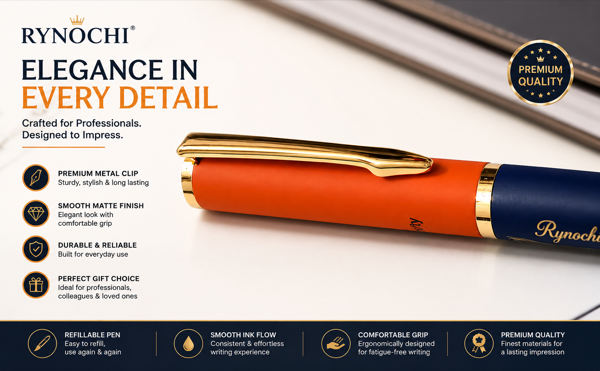 RYNOCHI®
ELEGANCE IN
EVERY DETAIL
Crafted for Professionals.
Designed to Impress.
PREMIUM
QUALITY
PREMIUM METAL CLIP
Sturdy, stylish & long lasting
SMOOTH MATTE FINISH
Elegant look with
comfortable grip
DURABLE & RELIABLE
Built for everyday use
PERFECT GIFT CHOICE
Ideal for professionals,
colleagues & loved ones
Rynochi
REFILLABLE PEN
Easy to refill,
use again & again
SMOOTH INK FLOW
Consistent & effortless
writing experience
COMFORTABLE GRIP
Ergonomically designed
for fatigue-free writing
PREMIUM QUALITY
Finest materials for
a lasting impression